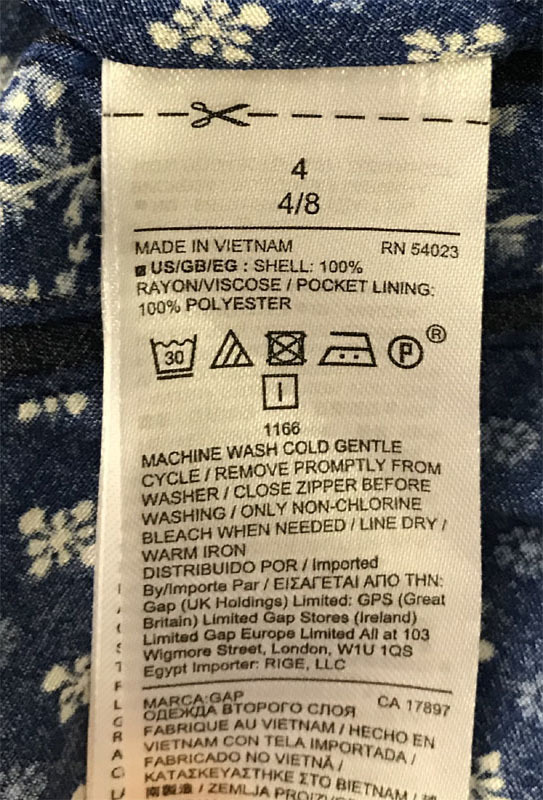 4
4/8
MADE IN VIETNAM RN 54023
US/GB/EG : SHELL: 100%
RAYON/VISCOSE / POCKET LINING:
100% POLYESTER
30 P ®
I
1166
MACHINE WASH COLD GENTLE
CYCLE / REMOVE PROMPTLY FROM
WASHER / CLOSE ZIPPER BEFORE
WASHING / ONLY NON-CHLORINE
BLEACH WHEN NEEDED / LINE DRY /
WARM IRON
DISTRIBUIDO POR / Imported
By/Importe Par / ΕΙΣΑΓΕΤΑΙ ΑΠΟ ΤΗΝ:
Gap (UK Holdings) Limited: GPS (Great
Britain) Limited Gap Stores (Ireland)
Limited Gap Europe Limited All at 103
Wigmore Street, London, W1U 1QS
Egypt Importer: RIGE, LLC
MARCA:GAP CA 17897
ОДЕЖДА ВТОРОГО СЛОЯ
FABRIQUE AU VIETNAM / HECHO EN
VIETNAM CON TELA IMPORTADA /
FABRICADO NO VIETNÃ /
ΚΑΤΑΣΚΕΥΑΣΤΗΚΕ ΣΤΟ ΒΙΕΤΝΑΜ /
/ ZEMLJA